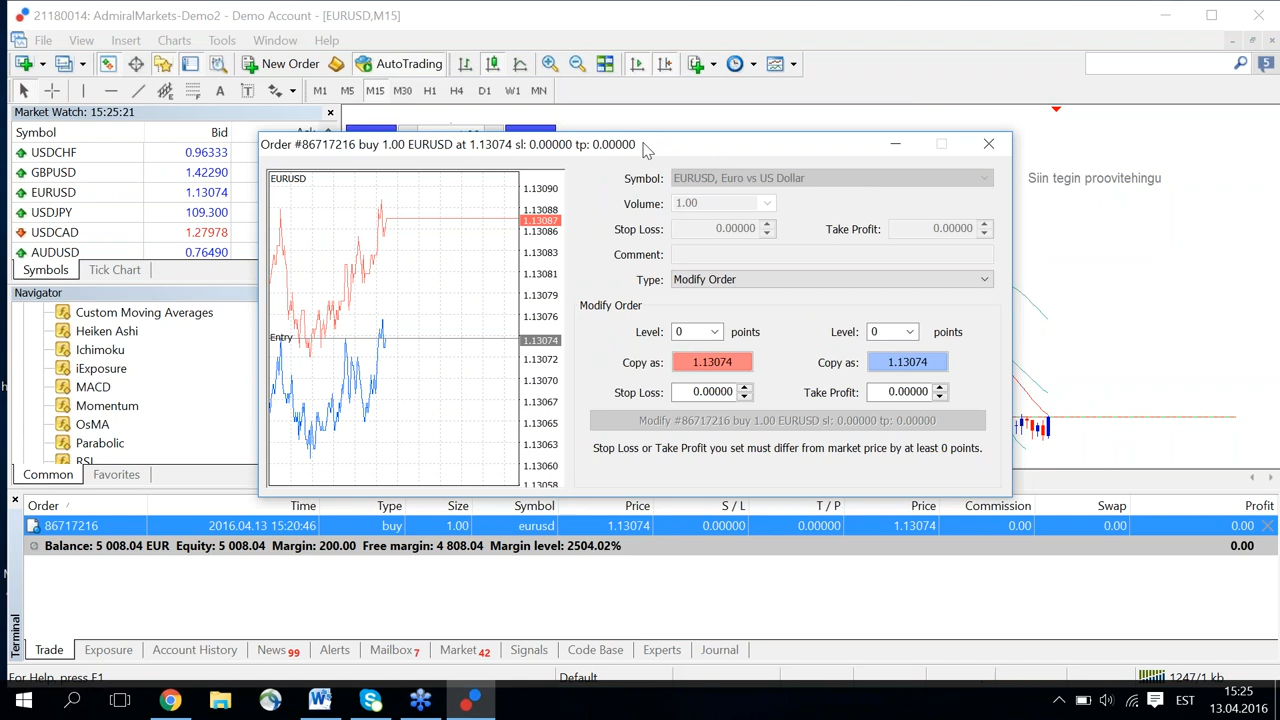 21180014: AdmiralMarkets-Demo2 - Demo Account - [EURUSD,M15]
File View Insert Charts Tools Window Help
New Order AutoTrading 5
A T M1 M5 M15 M30 H1 H4 D1 W1 MN
Market Watch: 15:25:21
Symbol Bid
USDCHF 0.96333
GBPUSD 1.42290
EURUSD 1.13074
USDJPY 109.300
USDCAD 1.27978
AUDUSD 0.76490
Symbols Tick Chart
Navigator
Custom Moving Averages
Heiken Ashi
Ichimoku
iExposure
MACD
Momentum
OsMA
Parabolic
RSI
Common Favorites
Siin tegin proovitehingu
Order #86717216 buy 1.00 EURUSD at 1.13074 sl: 0.00000 tp: 0.00000
EURUSD
1.13090
1.13088
1.13087
1.13086
1.13083
1.13081
1.13079
1.13076
Entry 1.13074
1.13072
1.13070
1.13067
1.13065
1.13063
1.13060
1.13058
Symbol: EURUSD, Euro vs US Dollar
Volume: 1.00
Stop Loss: 0.00000 Take Profit: 0.00000
Comment:
Type: Modify Order
Modify Order
Level: 0 points Level: 0 points
Copy as: 1.13074 Copy as: 1.13074
Stop Loss: 0.00000 Take Profit: 0.00000
Modify #86717216 buy 1.00 EURUSD sl: 0.00000 tp: 0.00000
Stop Loss or Take Profit you set must differ from market price by at least 0 points.
Order / Time Type Size Symbol Price S / L T / P Price Commission Swap Profit
86717216 2016.04.13 15:20:46 buy 1.00 eurusd 1.13074 0.00000 0.00000 1.13074 0.00 0.00 0.00
Balance: 5 008.04 EUR Equity: 5 008.04 Margin: 200.00 Free margin: 4 808.04 Margin level: 2504.02% 0.00
Terminal
Trade Exposure Account History News 99 Alerts Mailbox 7 Market 42 Signals Code Base Experts Journal
For Help, press F1 Default 1247/1 kb
EST
15:25
13.04.2016